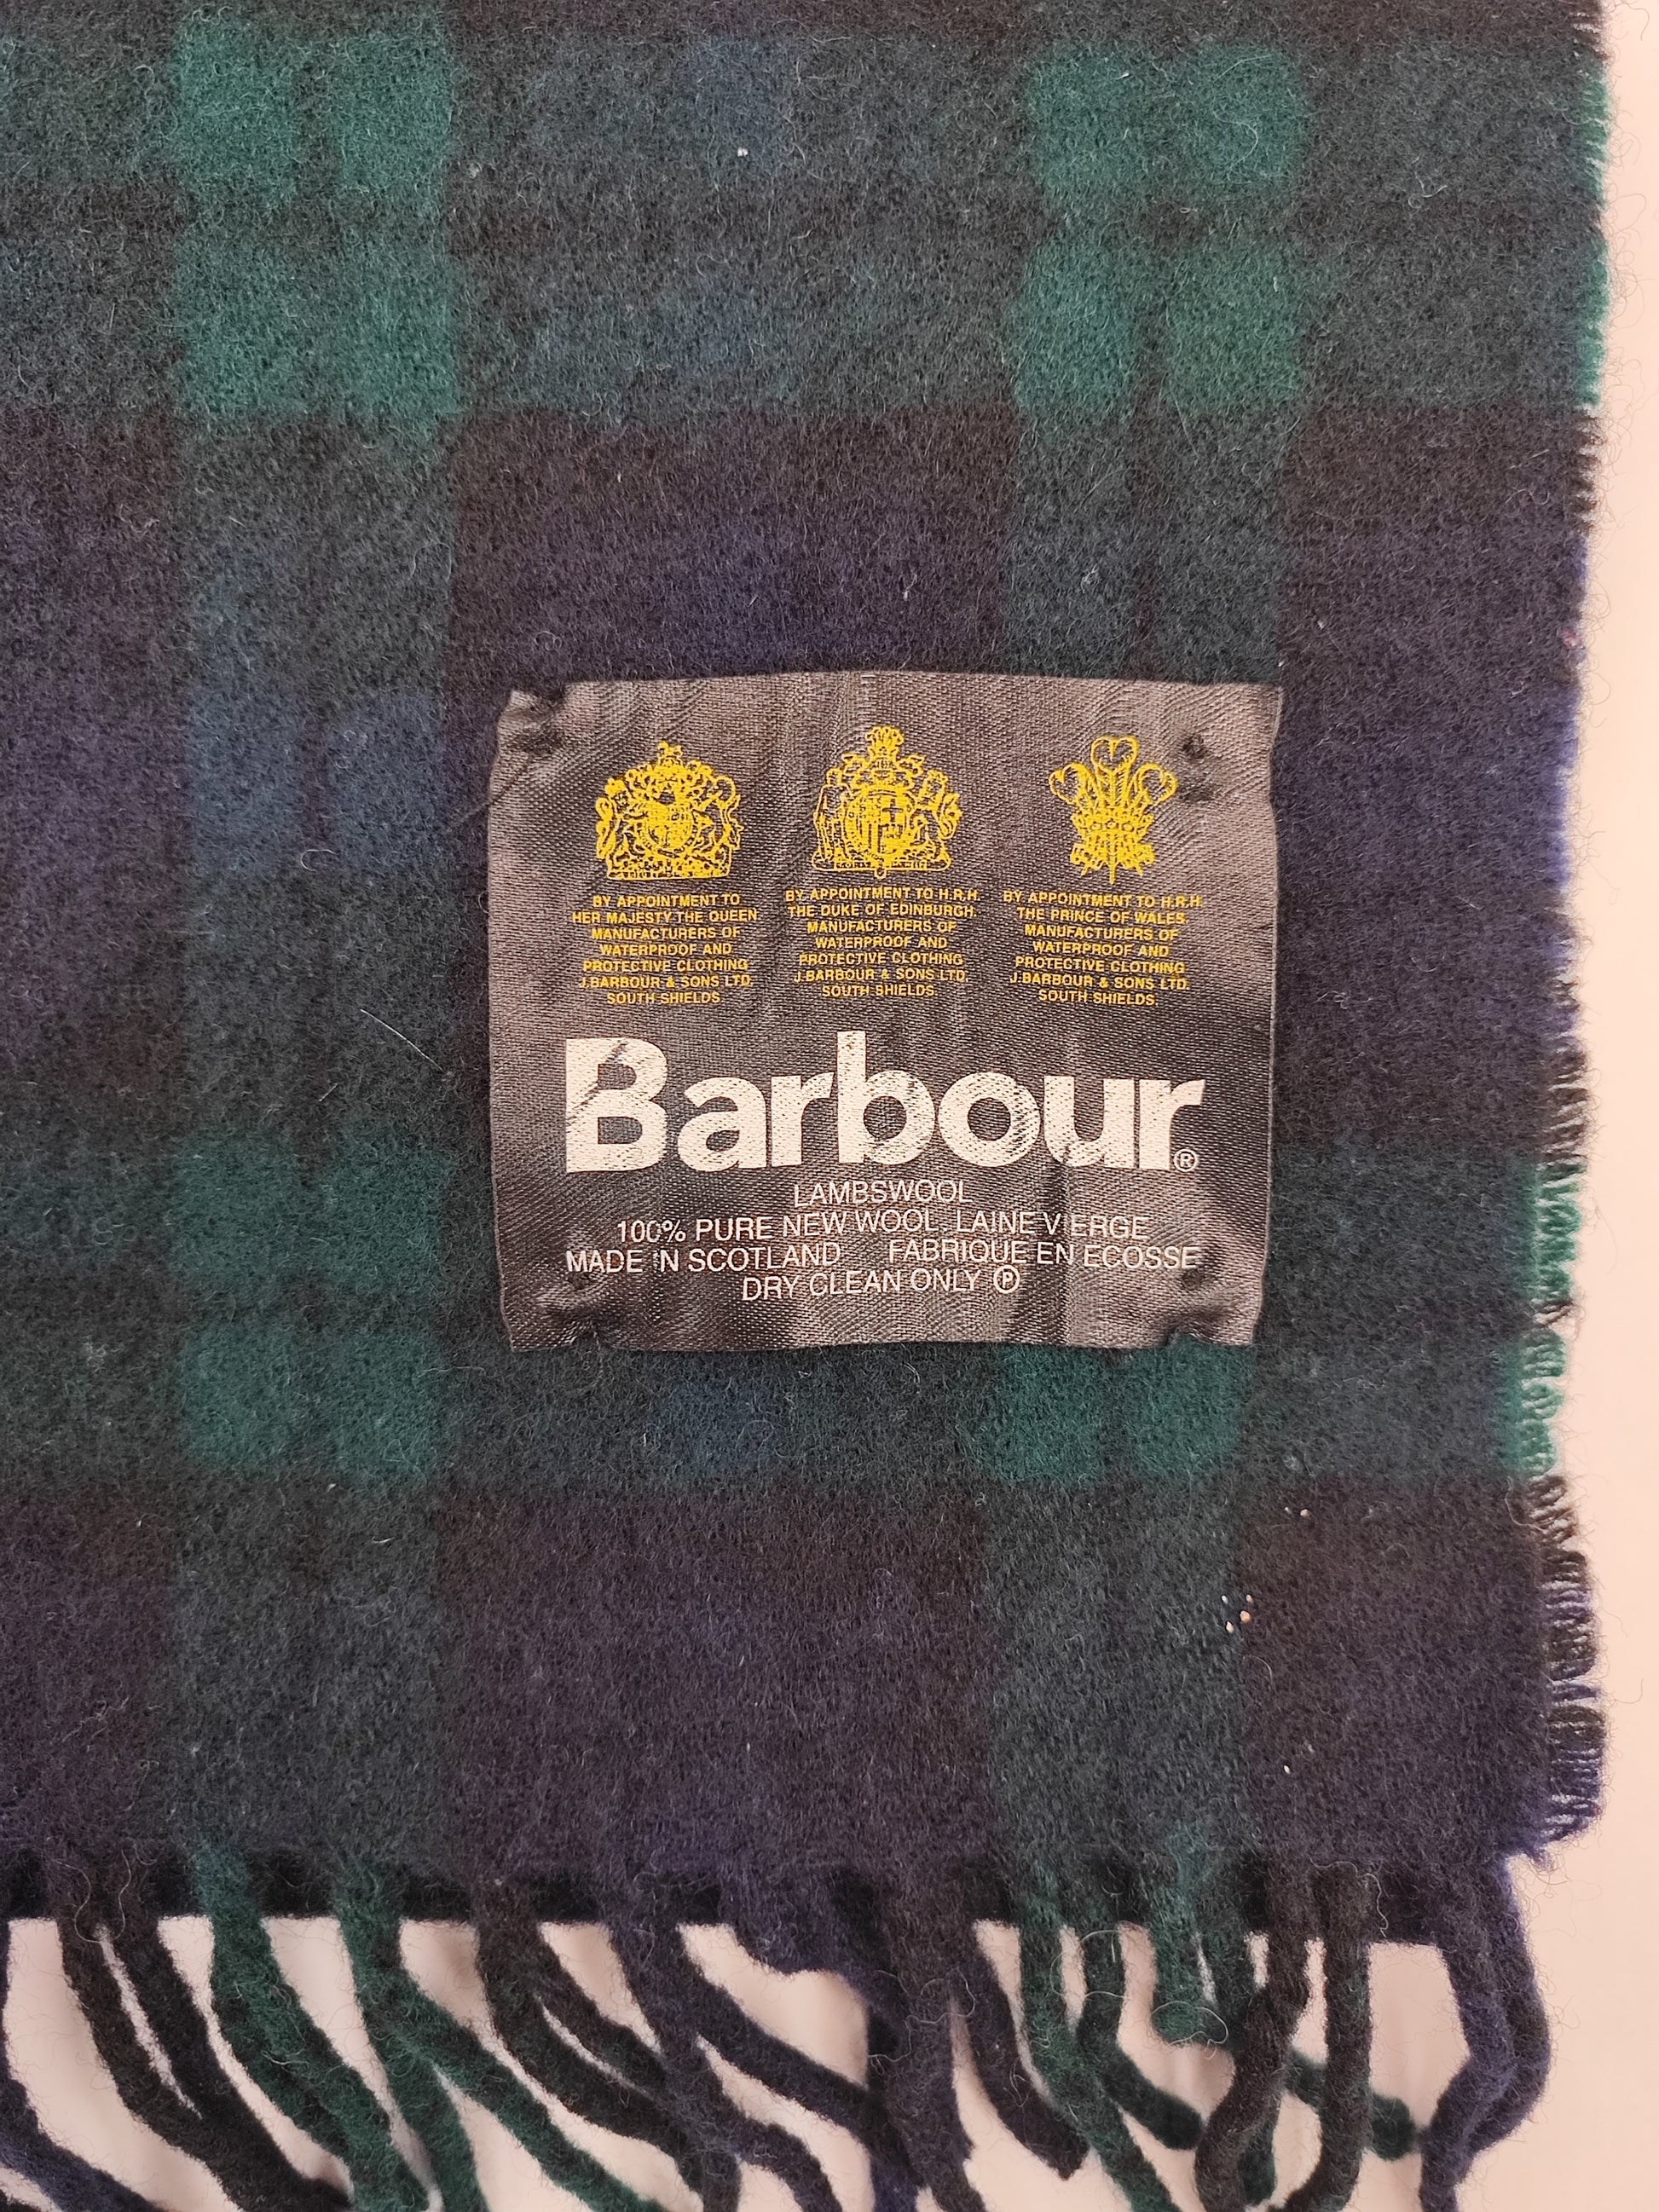 BY APPOINTMENT TO
HER MAJESTY THE QUEEN
MANUFACTURERS OF
WATERPROOF AND
PROTECTIVE CLOTHING
J.BARBOUR & SONS LTD.
SOUTH SHIELDS.
BY APPOINTMENT TO H.R.H.
THE DUKE OF EDINBURGH.
MANUFACTURERS OF
WATERPROOF AND
PROTECTIVE CLOTHING
J.BARBOUR & SONS LTD.
SOUTH SHIELDS.
BY APPOINTMENT TO H.R.H.
THE PRINCE OF WALES.
MANUFACTURERS OF
WATERPROOF AND
PROTECTIVE CLOTHING
J.BARBOUR & SONS LTD.
SOUTH SHIELDS.
Barbour®
LAMBSWOOL
100% PURE NEW WOOL. LAINE VIERGE
MADE IN SCOTLAND FABRIQUE EN ECOSSE
DRY CLEAN ONLY Ⓟ